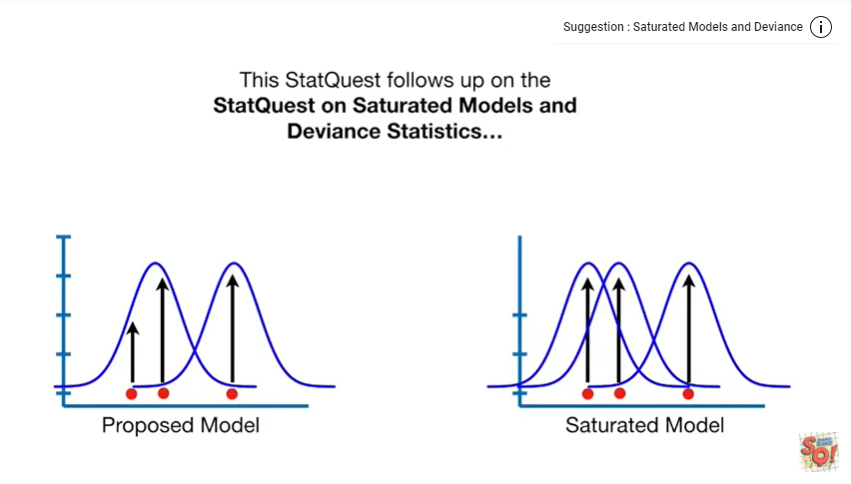 Suggestion : Saturated Models and Deviance
This StatQuest follows up on the
StatQuest on Saturated Models and
Deviance Statistics...
Proposed Model
Saturated Model